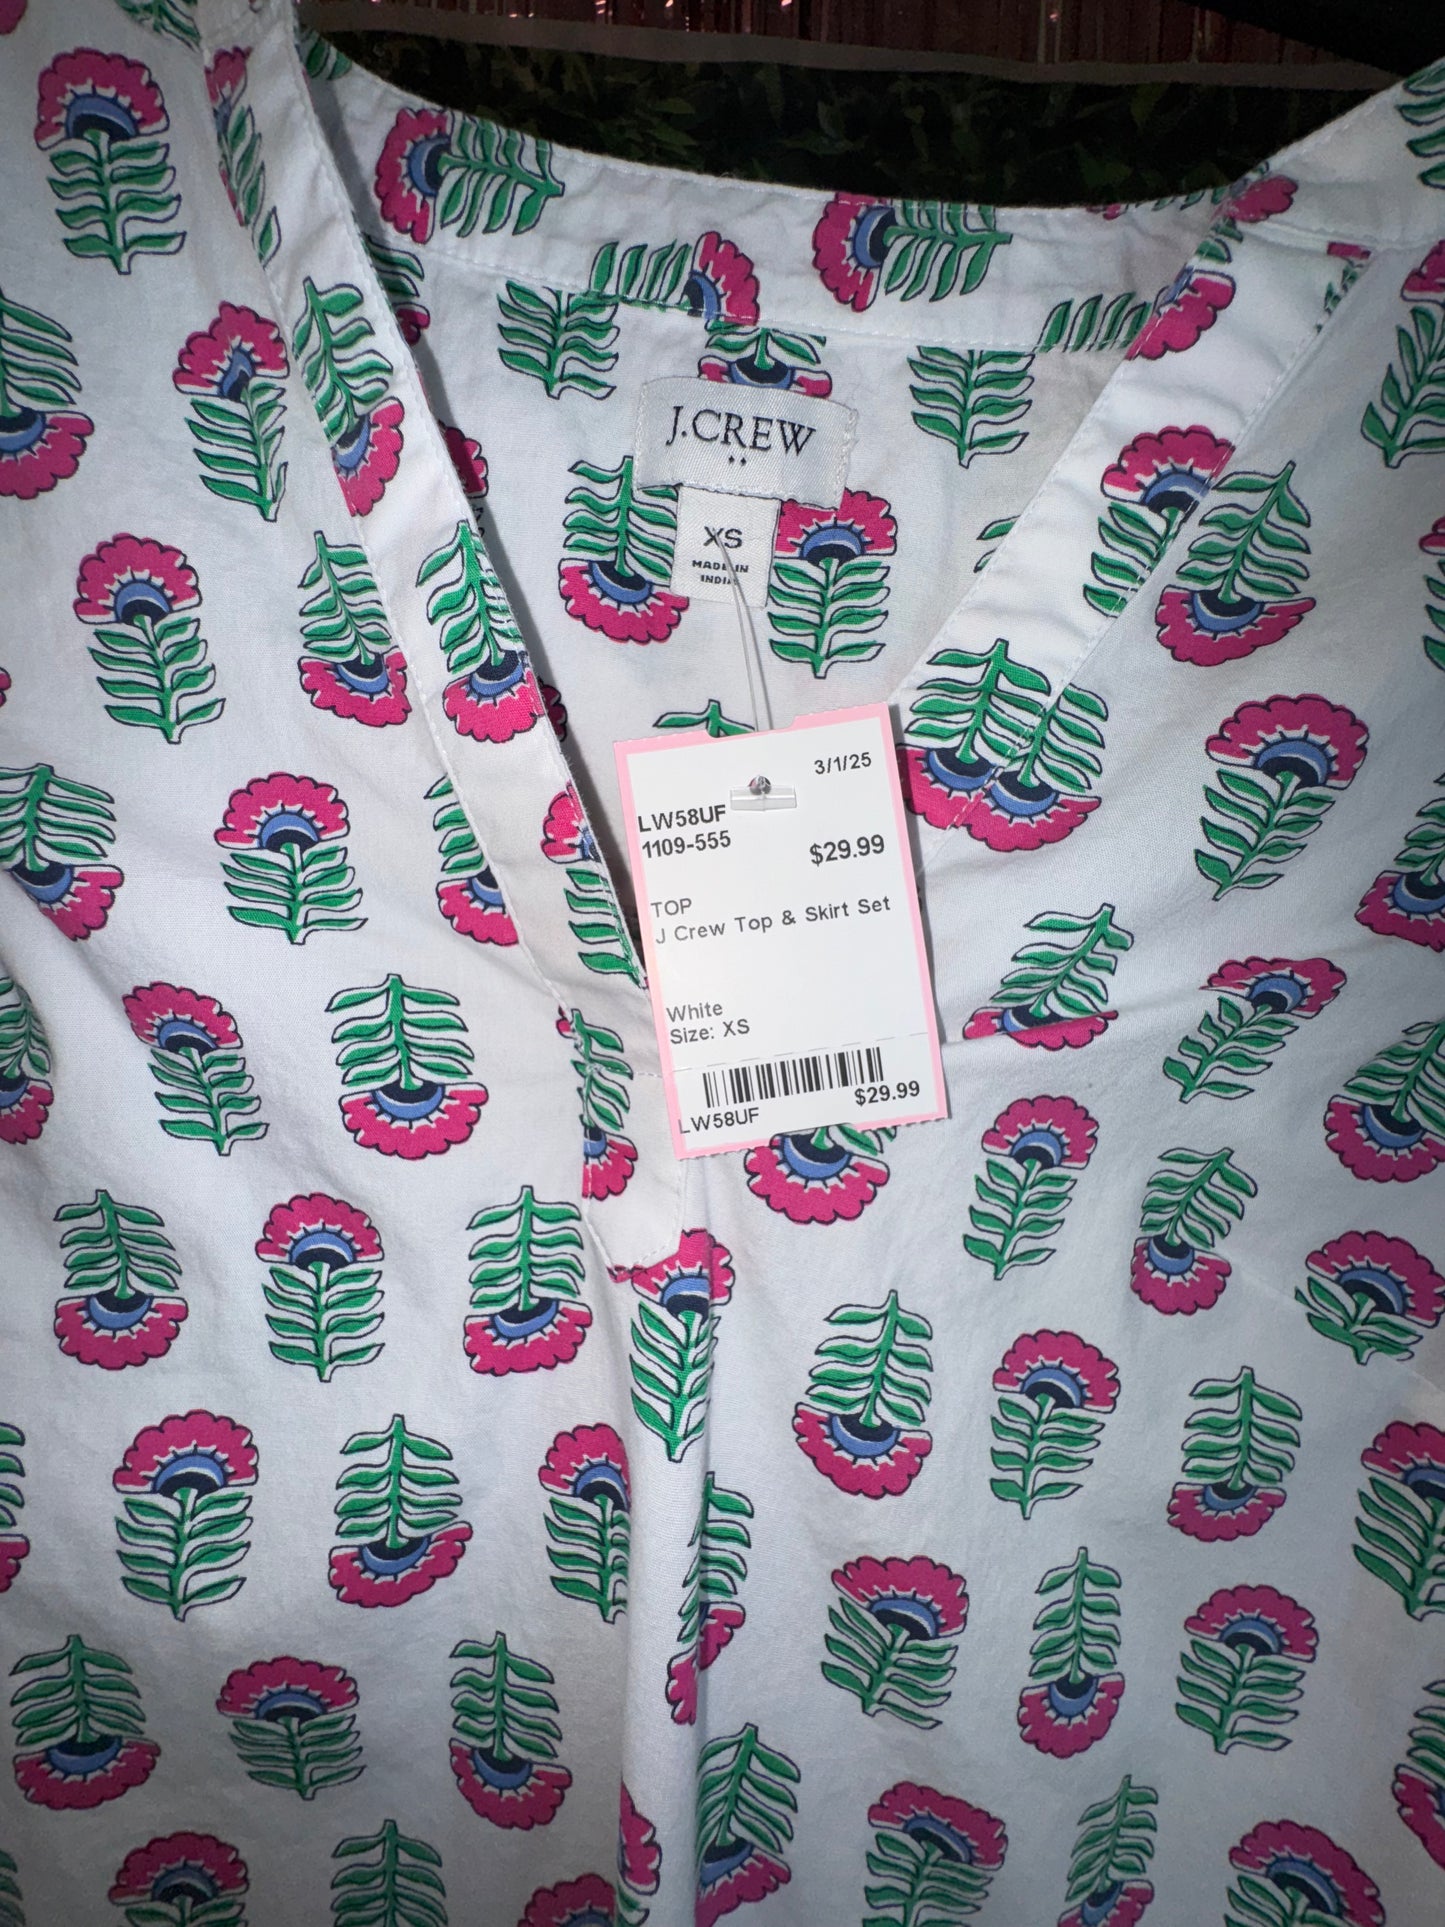 J.CREW
XS
MADE IN
INDIA
3/1/25
LW58UF
1109-555
$29.99
TOP
J Crew Top & Skirt Set
White
Size: XS
$29.99
LW58UF